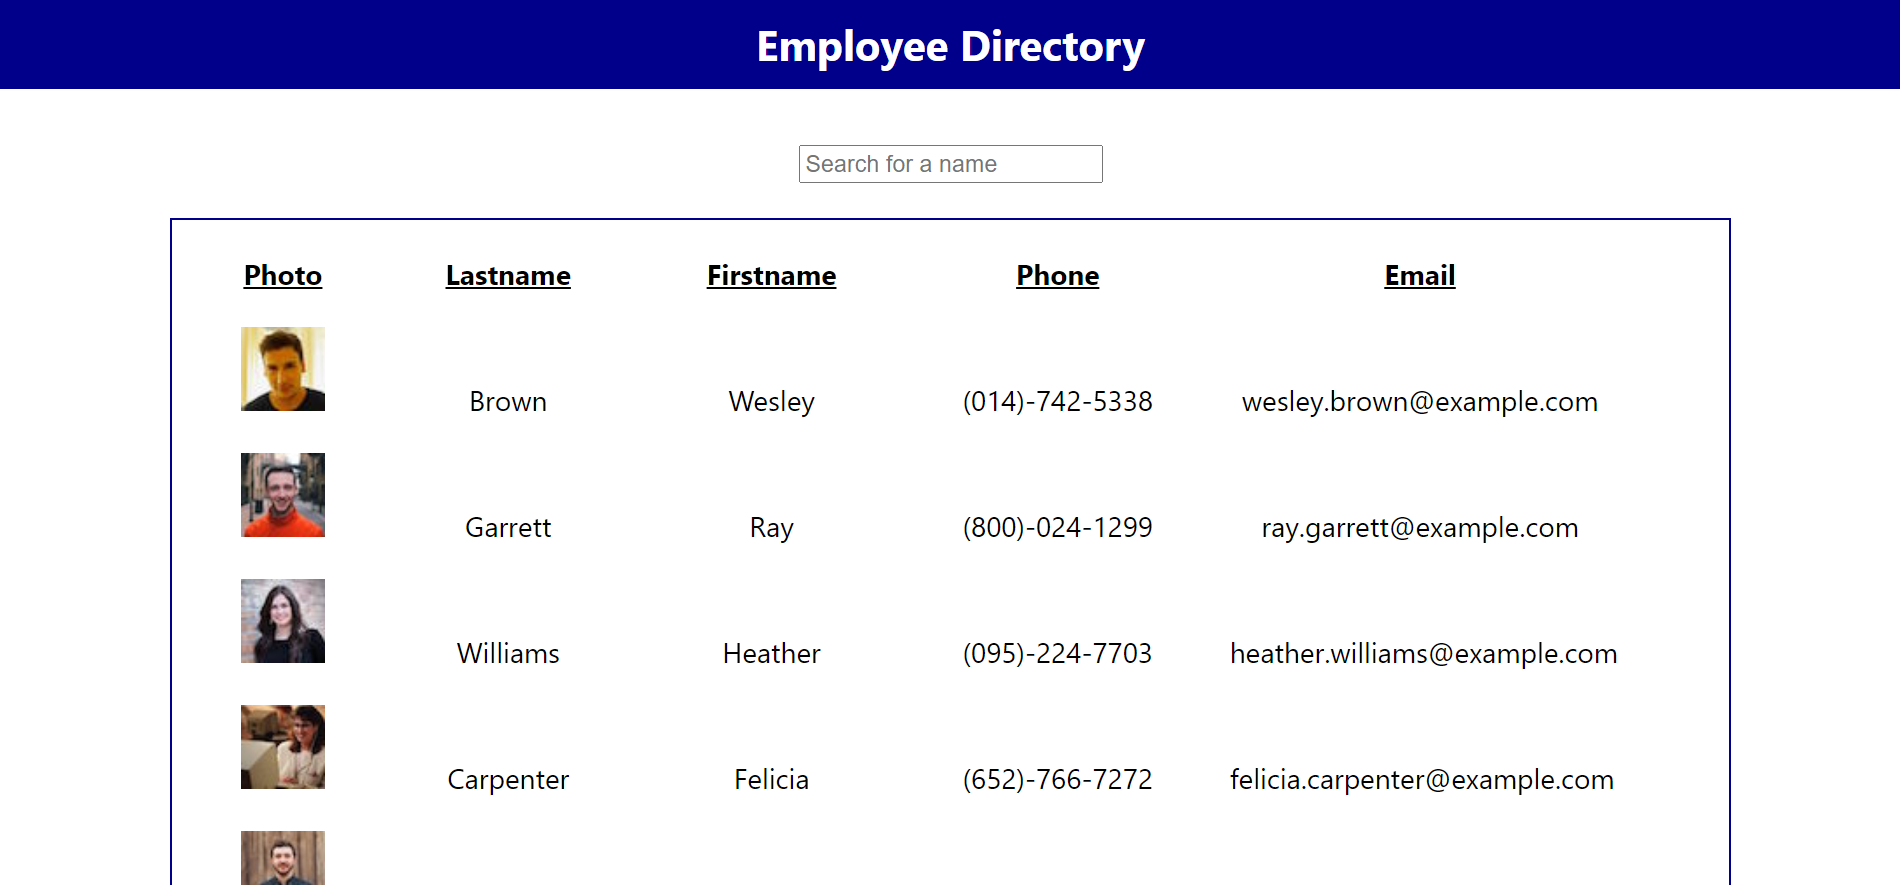 Employee Directory
Search for a name
Photo Lastname Firstname Phone Email
Brown Wesley (014)-742-5338 wesley.brown@example.com
Garrett Ray (800)-024-1299 ray.garrett@example.com
Williams Heather (095)-224-7703 heather.williams@example.com
Carpenter Felicia (652)-766-7272 felicia.carpenter@example.com